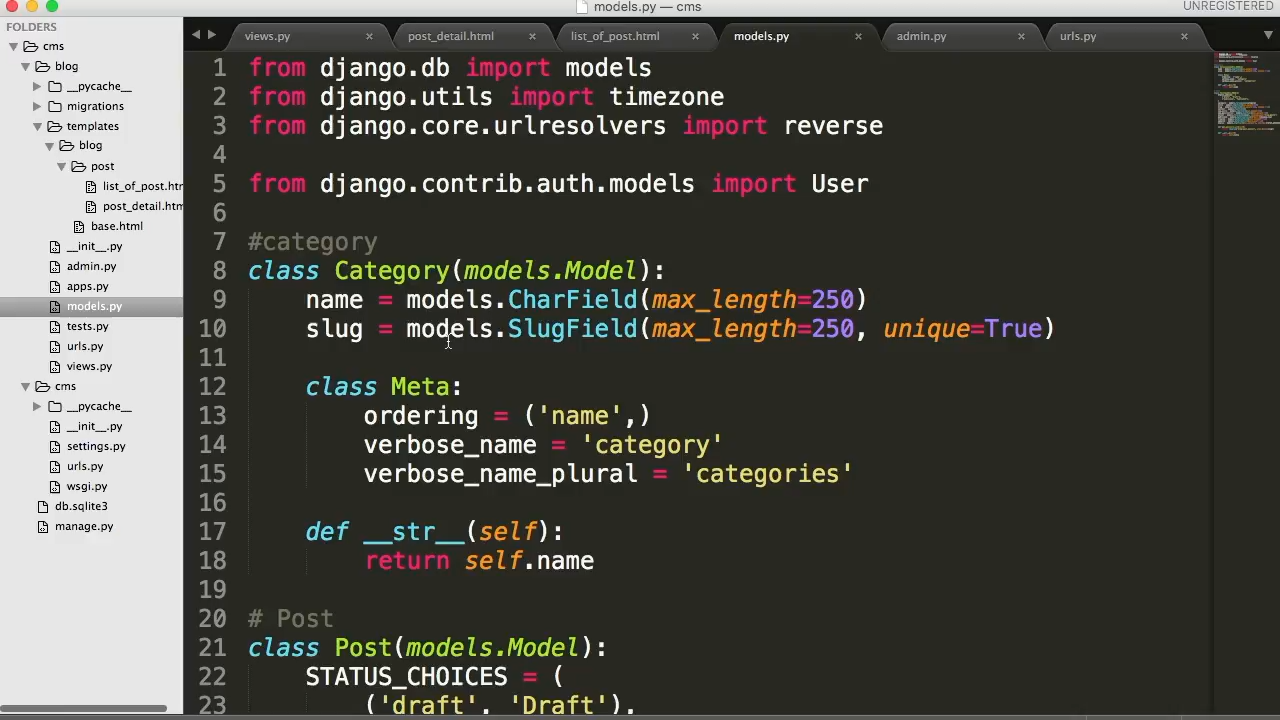 models.py — cms
UNREGISTERED
FOLDERS
cms
blog
__pycache__
migrations
templates
blog
post
list_of_post.htm
post_detail.htm
base.html
__init__.py
admin.py
apps.py
models.py
tests.py
urls.py
views.py
cms
__pycache__
__init__.py
settings.py
urls.py
wsgi.py
db.sqlite3
manage.py
views.py
post_detail.html
list_of_post.html
models.py
admin.py
urls.py
1 from django.db import models
2 from django.utils import timezone
3 from django.core.urlresolvers import reverse
4
5 from django.contrib.auth.models import User
6
7 #category
8 class Category(models.Model):
9 name = models.CharField(max_length=250)
10 slug = models.SlugField(max_length=250, unique=True)
11
12 class Meta:
13 ordering = ('name',)
14 verbose_name = 'category'
15 verbose_name_plural = 'categories'
16
17 def __str__(self):
18 return self.name
19
20 # Post
21 class Post(models.Model):
22 STATUS_CHOICES = (
23 ('draft', 'Draft'),